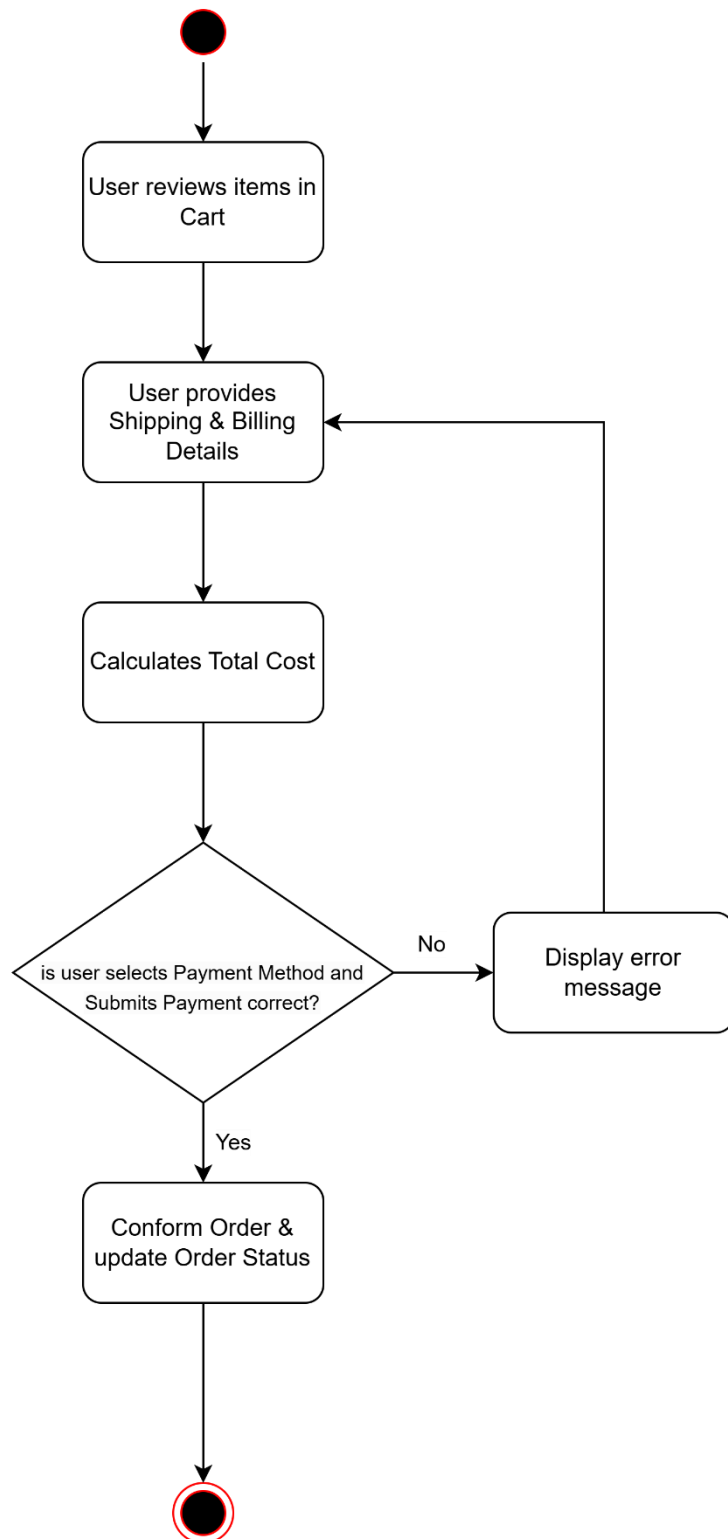 User reviews items in
Cart
User provides
Shipping & Billing
Details
Calculates Total Cost
is user selects Payment Method and
Submits Payment correct?
No
Display error
message
Yes
Conform Order &
update Order Status